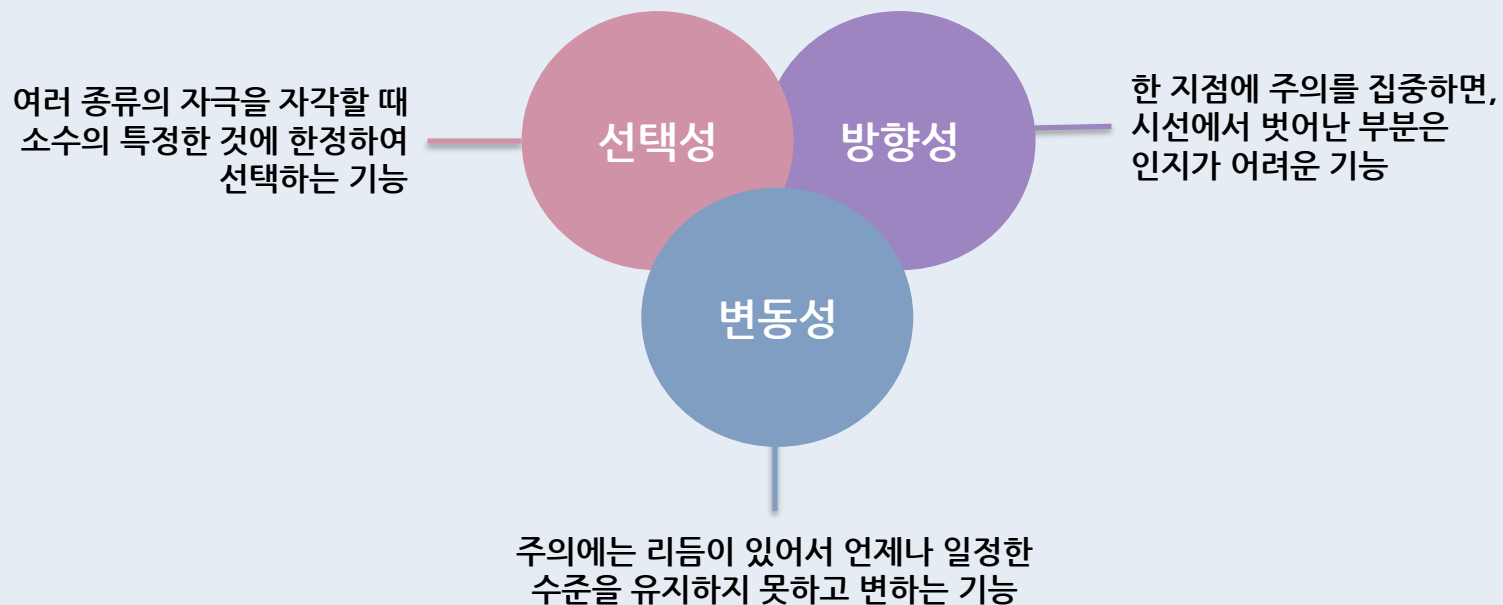 여러 종류의 자극을 자각할 때
소수의 특정한 것에 한정하여
선택하는 기능
선택성
방향성
한 지점에 주의를 집중하면,
시선에서 벗어난 부분은
인지가 어려운 기능
변동성
주의에는 리듬이 있어서 언제나 일정한
수준을 유지하지 못하고 변하는 기능